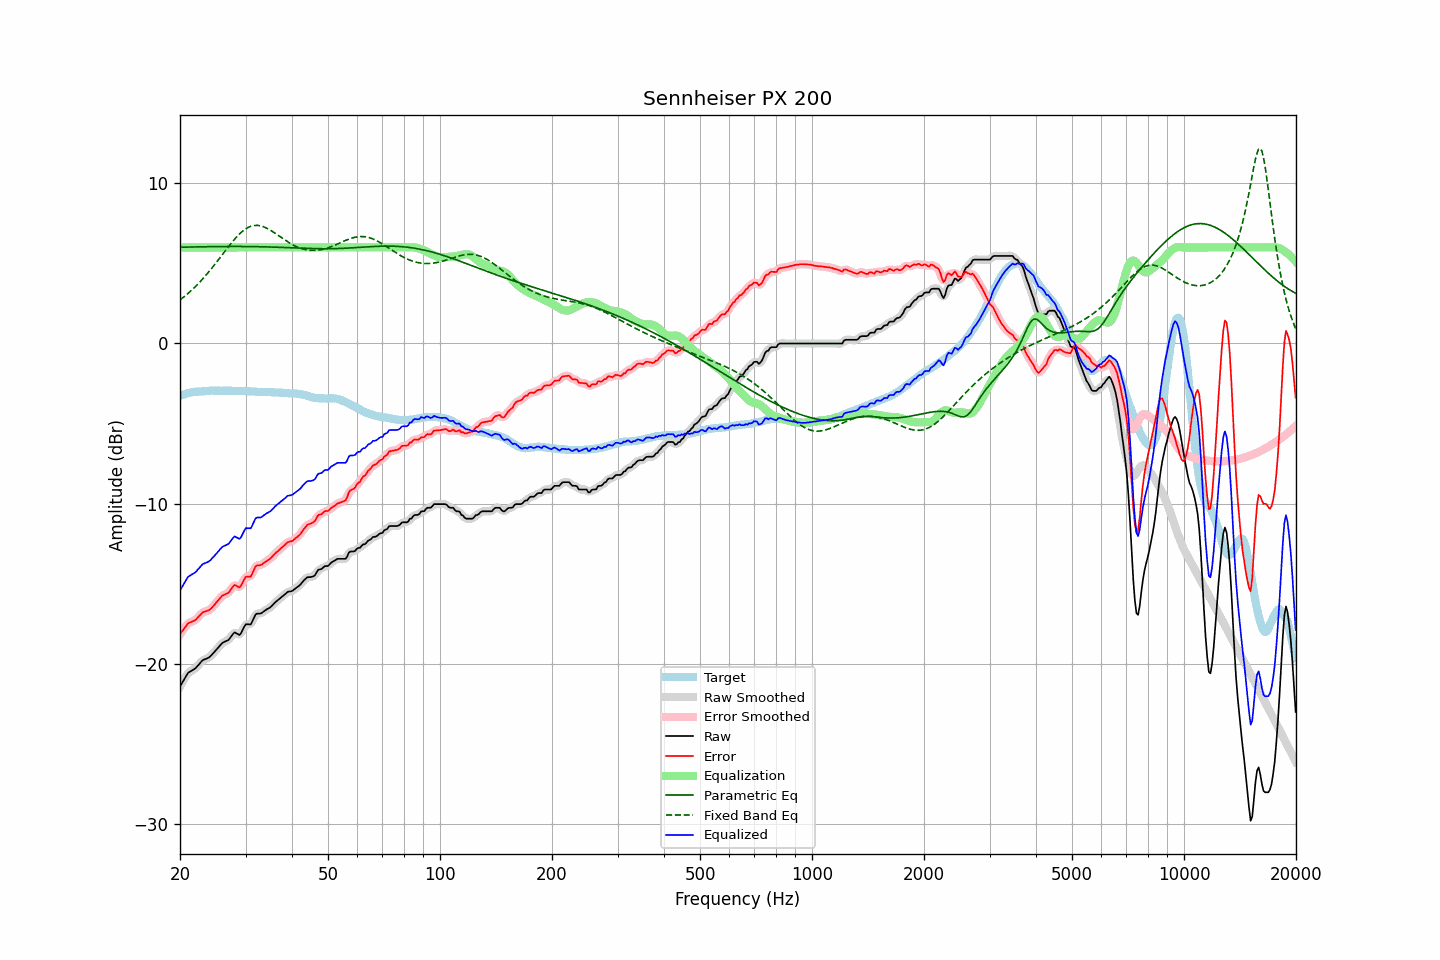 Sennheiser PX 200
Amplitude (dBr)
10
0
−10
−20
−30
Target
Raw Smoothed
Error Smoothed
Raw
Error
Equalization
Parametric Eq
Fixed Band Eq
Equalized
20 50 100 200 500 1000 2000 5000 10000 20000
Frequency (Hz)